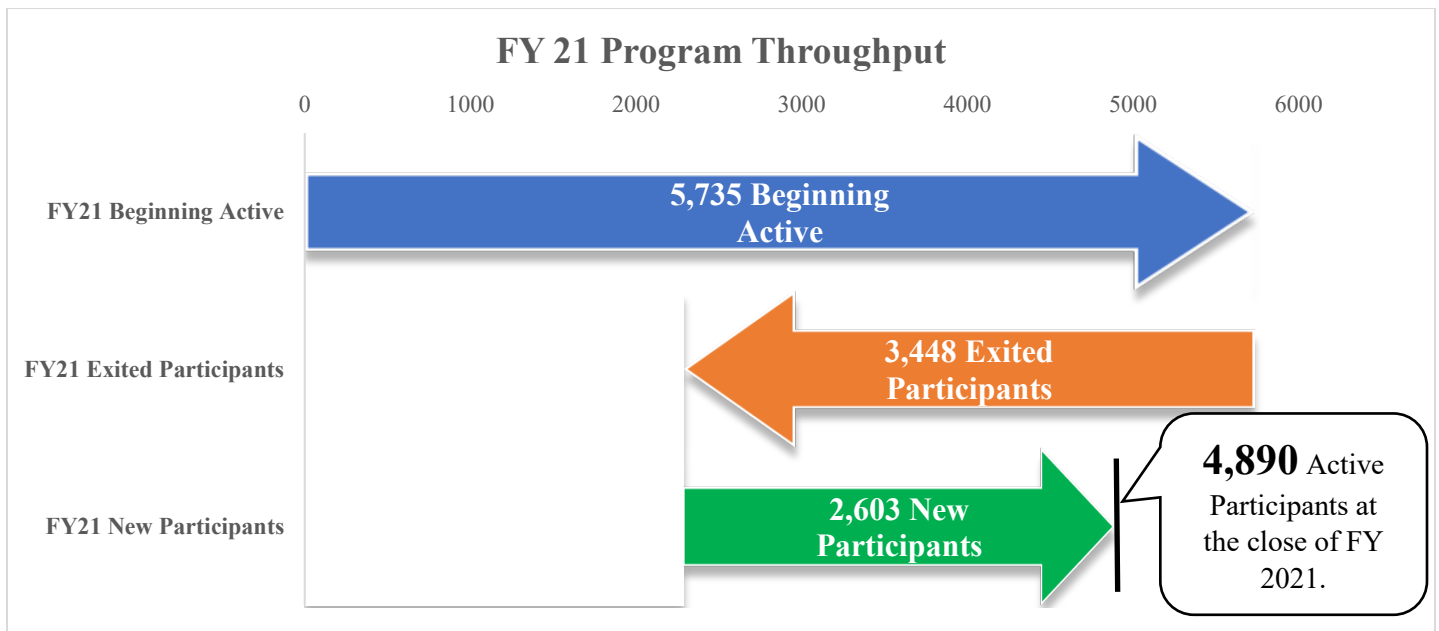 FY 21 Program Throughput
0 1000 2000 3000 4000 5000 6000
FY21 Beginning Active
5,735 Beginning
Active
FY21 Exited Participants
3,448 Exited
Participants
FY21 New Participants
2,603 New
Participants
4,890 Active
Participants at
the close of FY
2021.